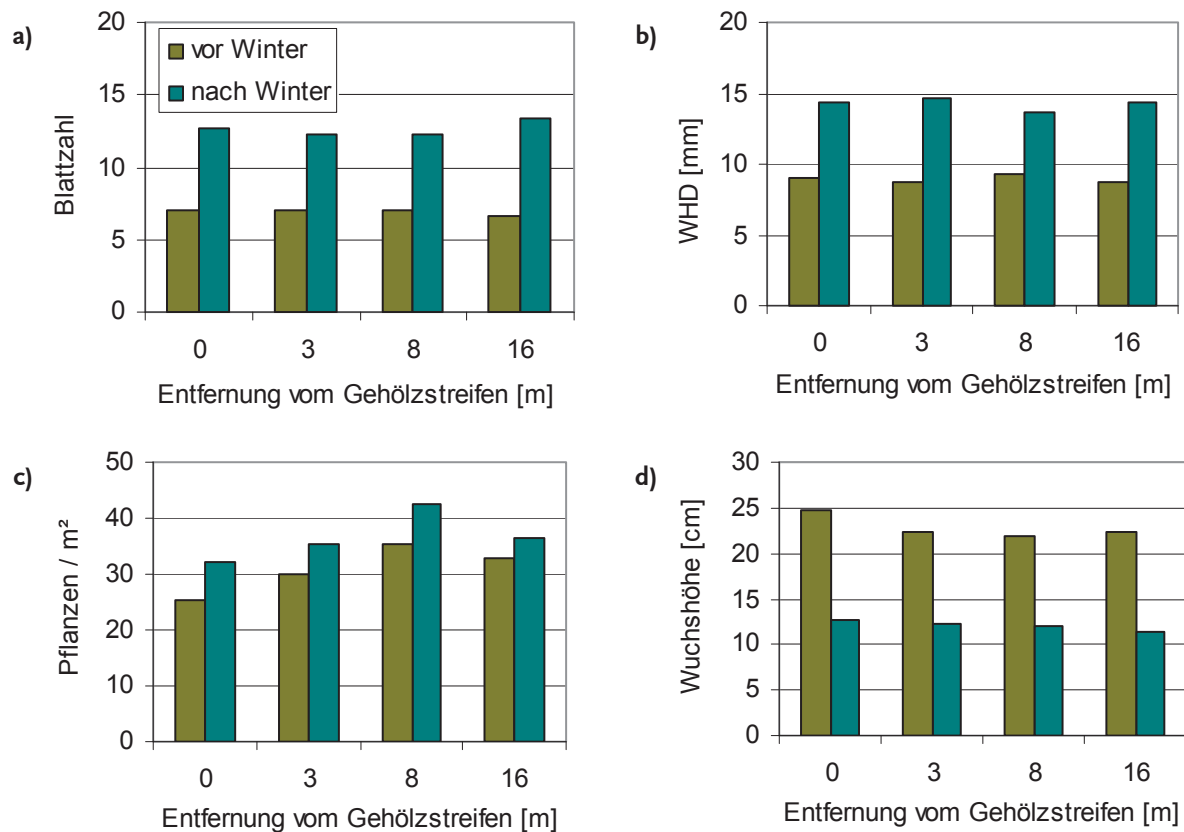 a)
20
15
10
5
0
Blattzahl
vor Winter
nach Winter
0 3 8 16
Entfernung vom Gehölzstreifen [m]
b)
20
15
10
5
0
WHD [mm]
0 3 8 16
Entfernung vom Gehölzstreifen [m]
c)
50
40
30
20
10
0
Pflanzen / m²
0 3 8 16
Entfernung vom Gehölzstreifen [m]
d)
30
25
20
15
10
5
0
Wuchshöhe [cm]
0 3 8 16
Entfernung vom Gehölzstreifen [m]